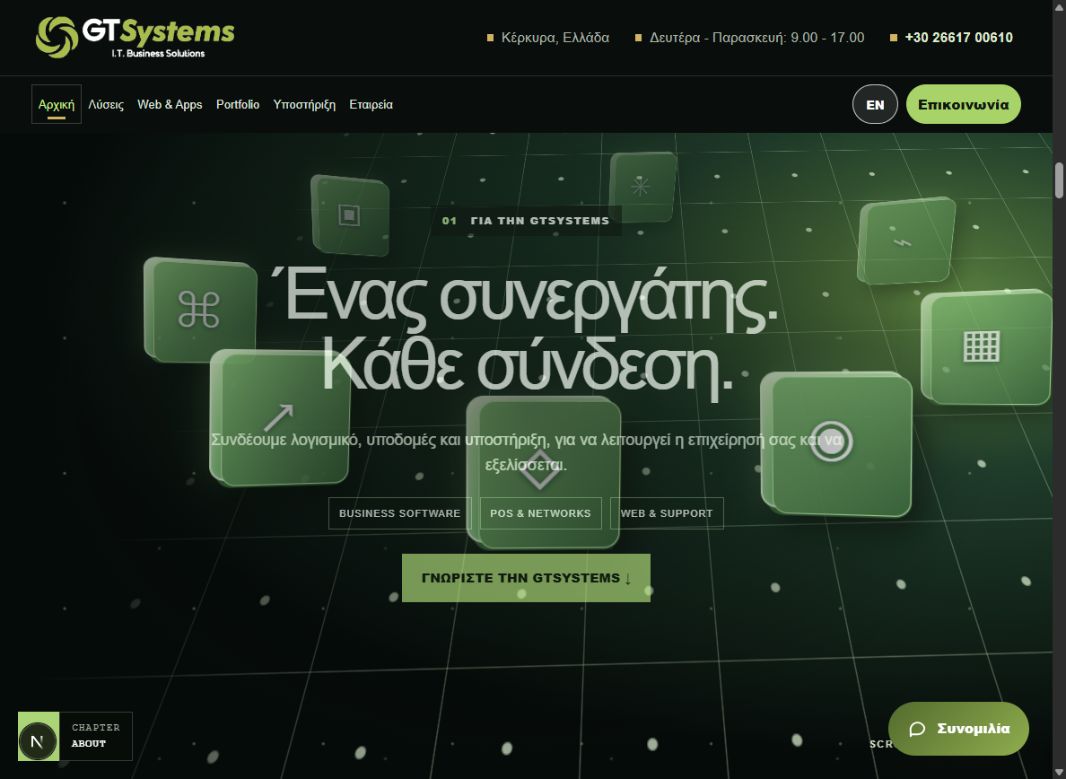 GTSystems
I.T. Business Solutions
Κέρκυρα, Ελλάδα
Δευτέρα - Παρασκευή: 9.00 - 17.00
+30 26617 00610
Αρχική
Λύσεις
Web & Apps
Portfolio
Υποστήριξη
Εταιρεία
EN
Επικοινωνία
01 ΓΙΑ ΤΗΝ GTSYSTEMS
Ένας συνεργάτης.
Κάθε σύνδεση.
Συνδέουμε λογισμικό, υποδομές και υποστήριξη, για να λειτουργεί η επιχείρησή σας και να
εξελίσσεται.
BUSINESS SOFTWARE
POS & NETWORKS
WEB & SUPPORT
ΓΝΩΡΙΣΤΕ ΤΗΝ GTSYSTEMS ↓
N
CHAPTER
ABOUT
SCR
Συνομιλία